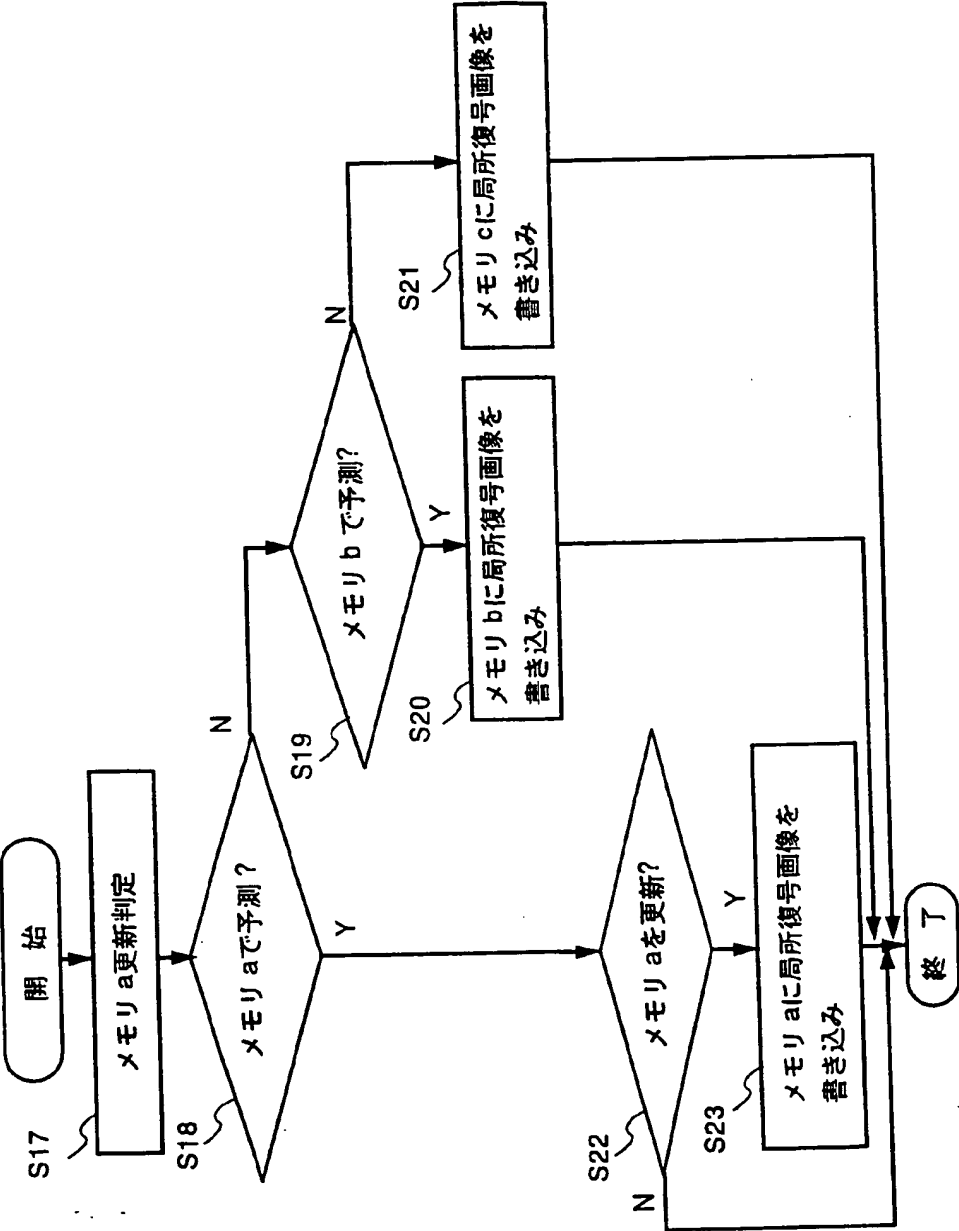 開 始
S17
メモリa更新判定
S18
メモリaで予測?
N
Y
S19
メモリbで予測?
N
Y
S20
メモリbに局所復号画像を
書き込み
S21
メモリcに局所復号画像を
書き込み
S22
メモリaを更新?
N
Y
S23
メモリaに局所復号画像を
書き込み
終 了